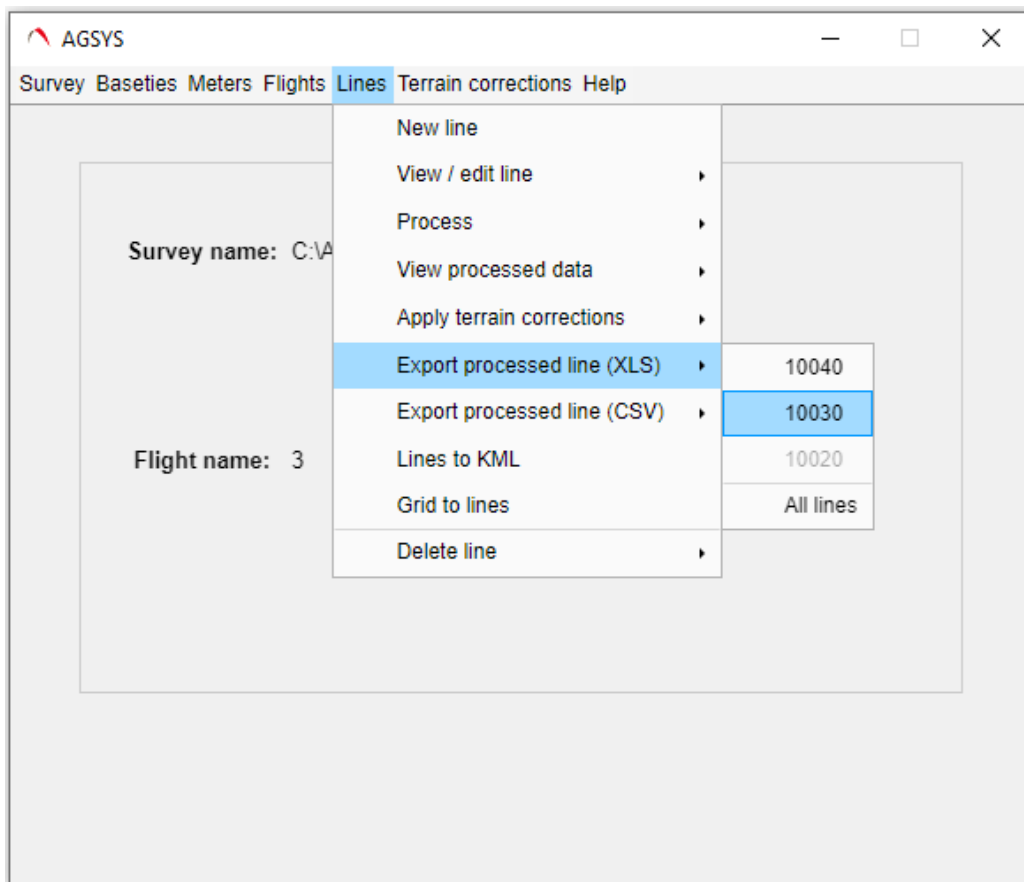 AGSYS
Survey Baseties Meters Flights Lines Terrain corrections Help
New line
View / edit line
Process
View processed data
Apply terrain corrections
Export processed line (XLS)
Export processed line (CSV)
Lines to KML
Grid to lines
Delete line
10040
10030
10020
All lines
Survey name: C:\A
Flight name: 3